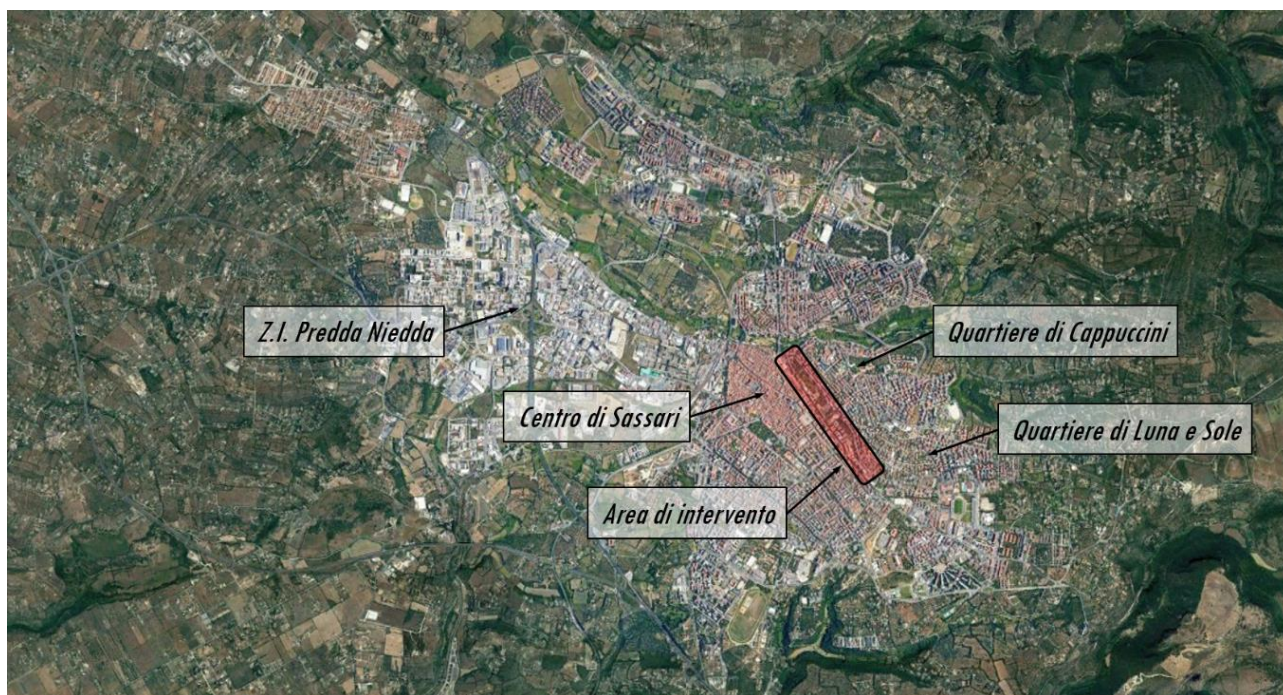 Z.I. Predda Niedda
Quartiere di Cappuccini
Centro di Sassari
Quartiere di Luna e Sole
Area di intervento